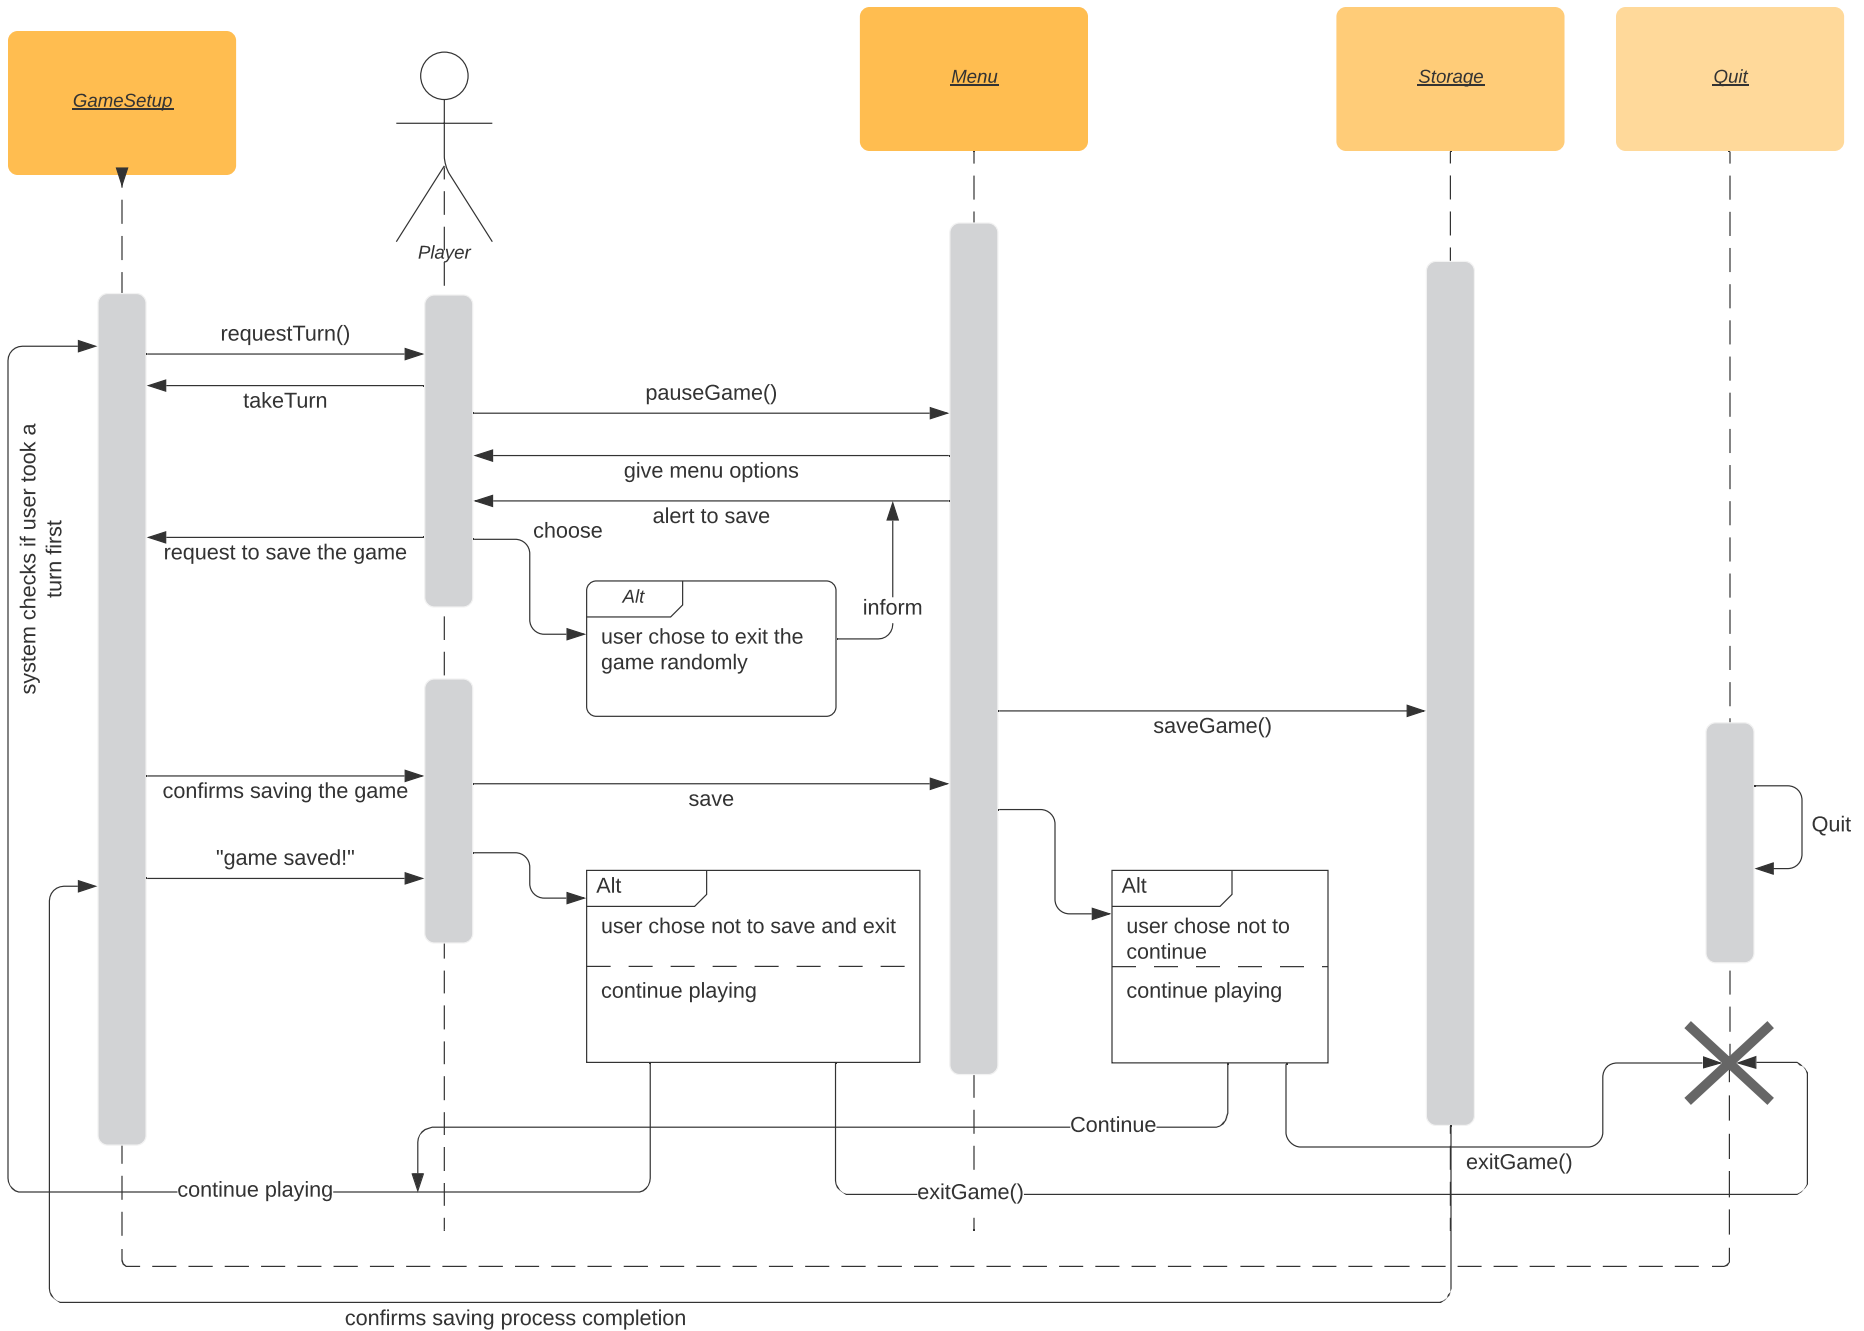 GameSetup
Player
Menu
Storage
Quit
requestTurn()
takeTurn
pauseGame()
give menu options
alert to save
choose
request to save the game
system checks if user took a
turn first
Alt
user chose to exit the
game randomly
inform
saveGame()
confirms saving the game
save
Quit
"game saved!"
Alt
user chose not to save and exit
continue playing
Alt
user chose not to
continue
continue playing
Continue
exitGame()
continue playing
exitGame()
confirms saving process completion